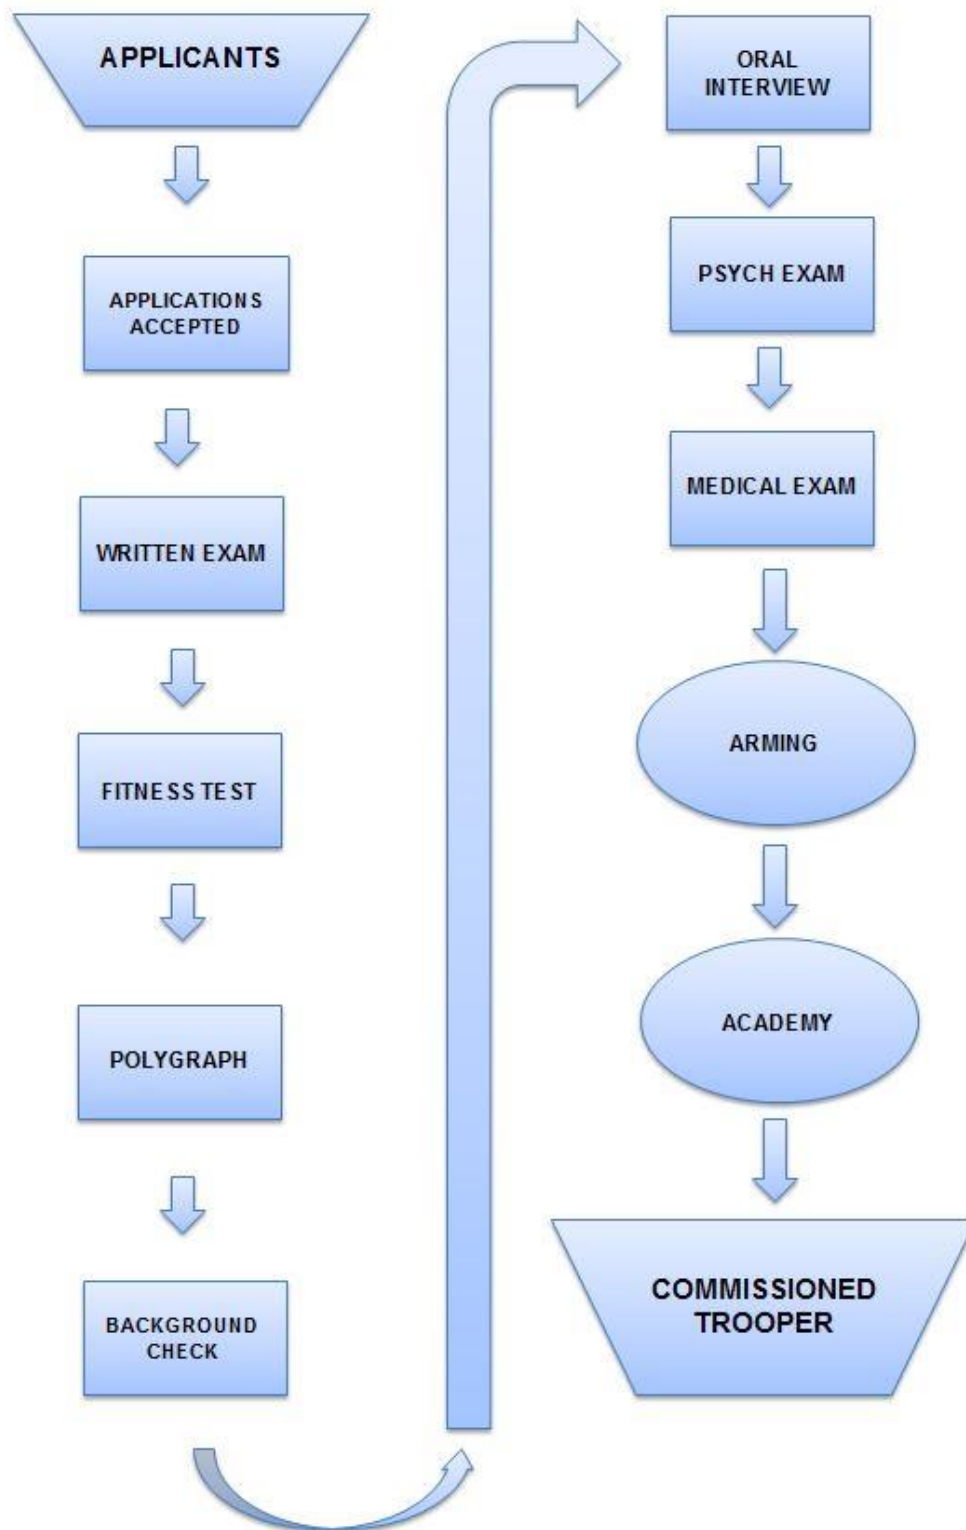 APPLICANTS
APPLICATIONS
ACCEPTED
WRITTEN EXAM
FITNESS TEST
POLYGRAPH
BACKGROUND
CHECK
ORAL
INTERVIEW
PSYCH EXAM
MEDICAL EXAM
ARMING
ACADEMY
COMMISSIONED
TROOPER